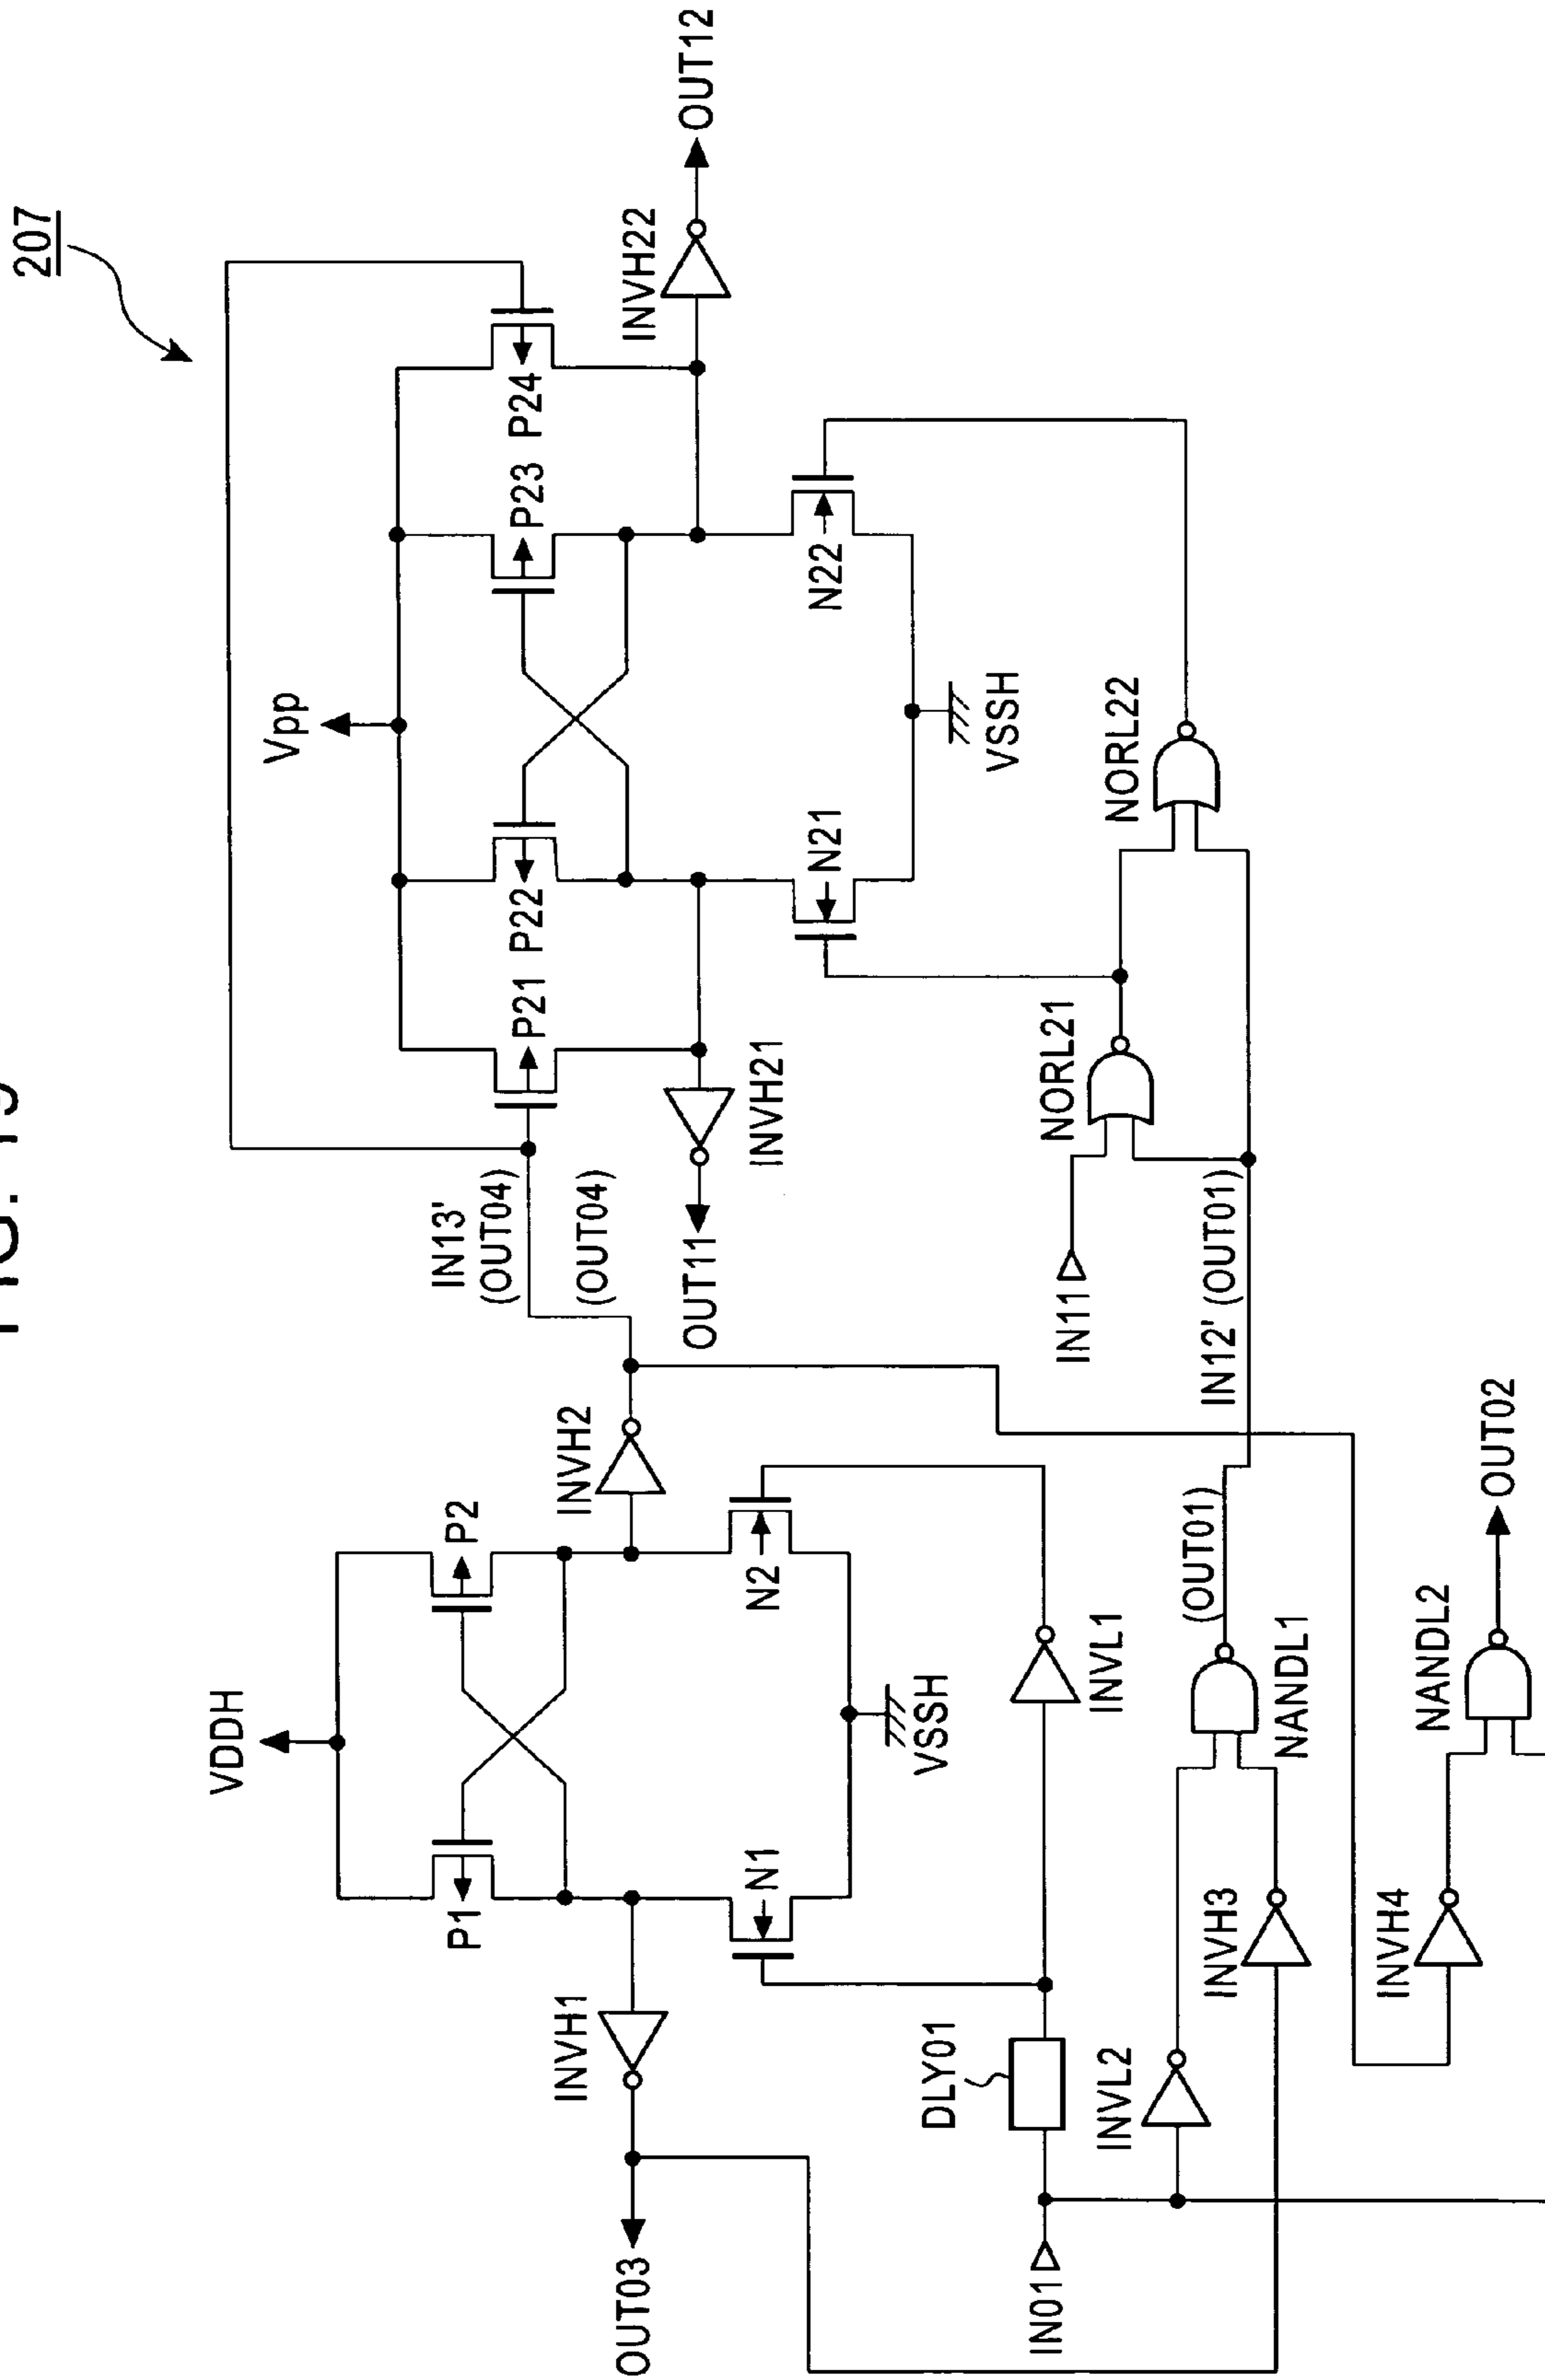 207
Vpp
P21
P22
P23
P24
INVH22
OUT12
IN13'
(OUT04)
(OUT04)
INVH21
OUT11
N21
N22
VSSH
NORL21
NORL22
IN11
IN12' (OUT01)
VDDH
P1
P2
INVH1
INVH2
OUT03
N1
N2
VSSH
DLY01
INVL1
IN01
INVL2
INVH3
(OUT01)
NANDL1
INVH4
NANDL2
OUT02